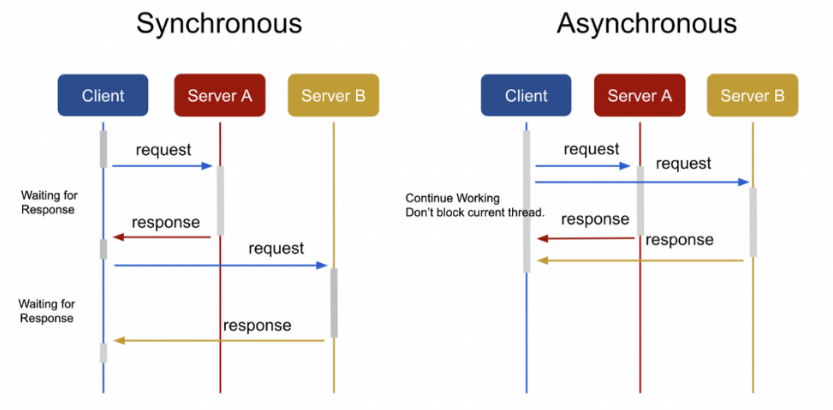 Synchronous
Client
Server A
Server B
request
Waiting for
Response
response
request
Waiting for
Response
response
Asynchronous
Client
Server A
Server B
request
request
Continue Working
Don't block current thread.
response
response